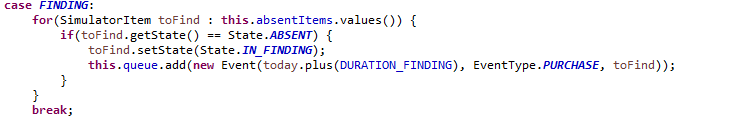 case FINDING:
for(SimulatorItem toFind : this.absentItems.values()) {
if(toFind.getState() == State.ABSENT) {
toFind.setState(State.IN_FINDING);
this.queue.add(new Event(today.plus(DURATION_FINDING), EventType.PURCHASE, toFind));
}
}
break;